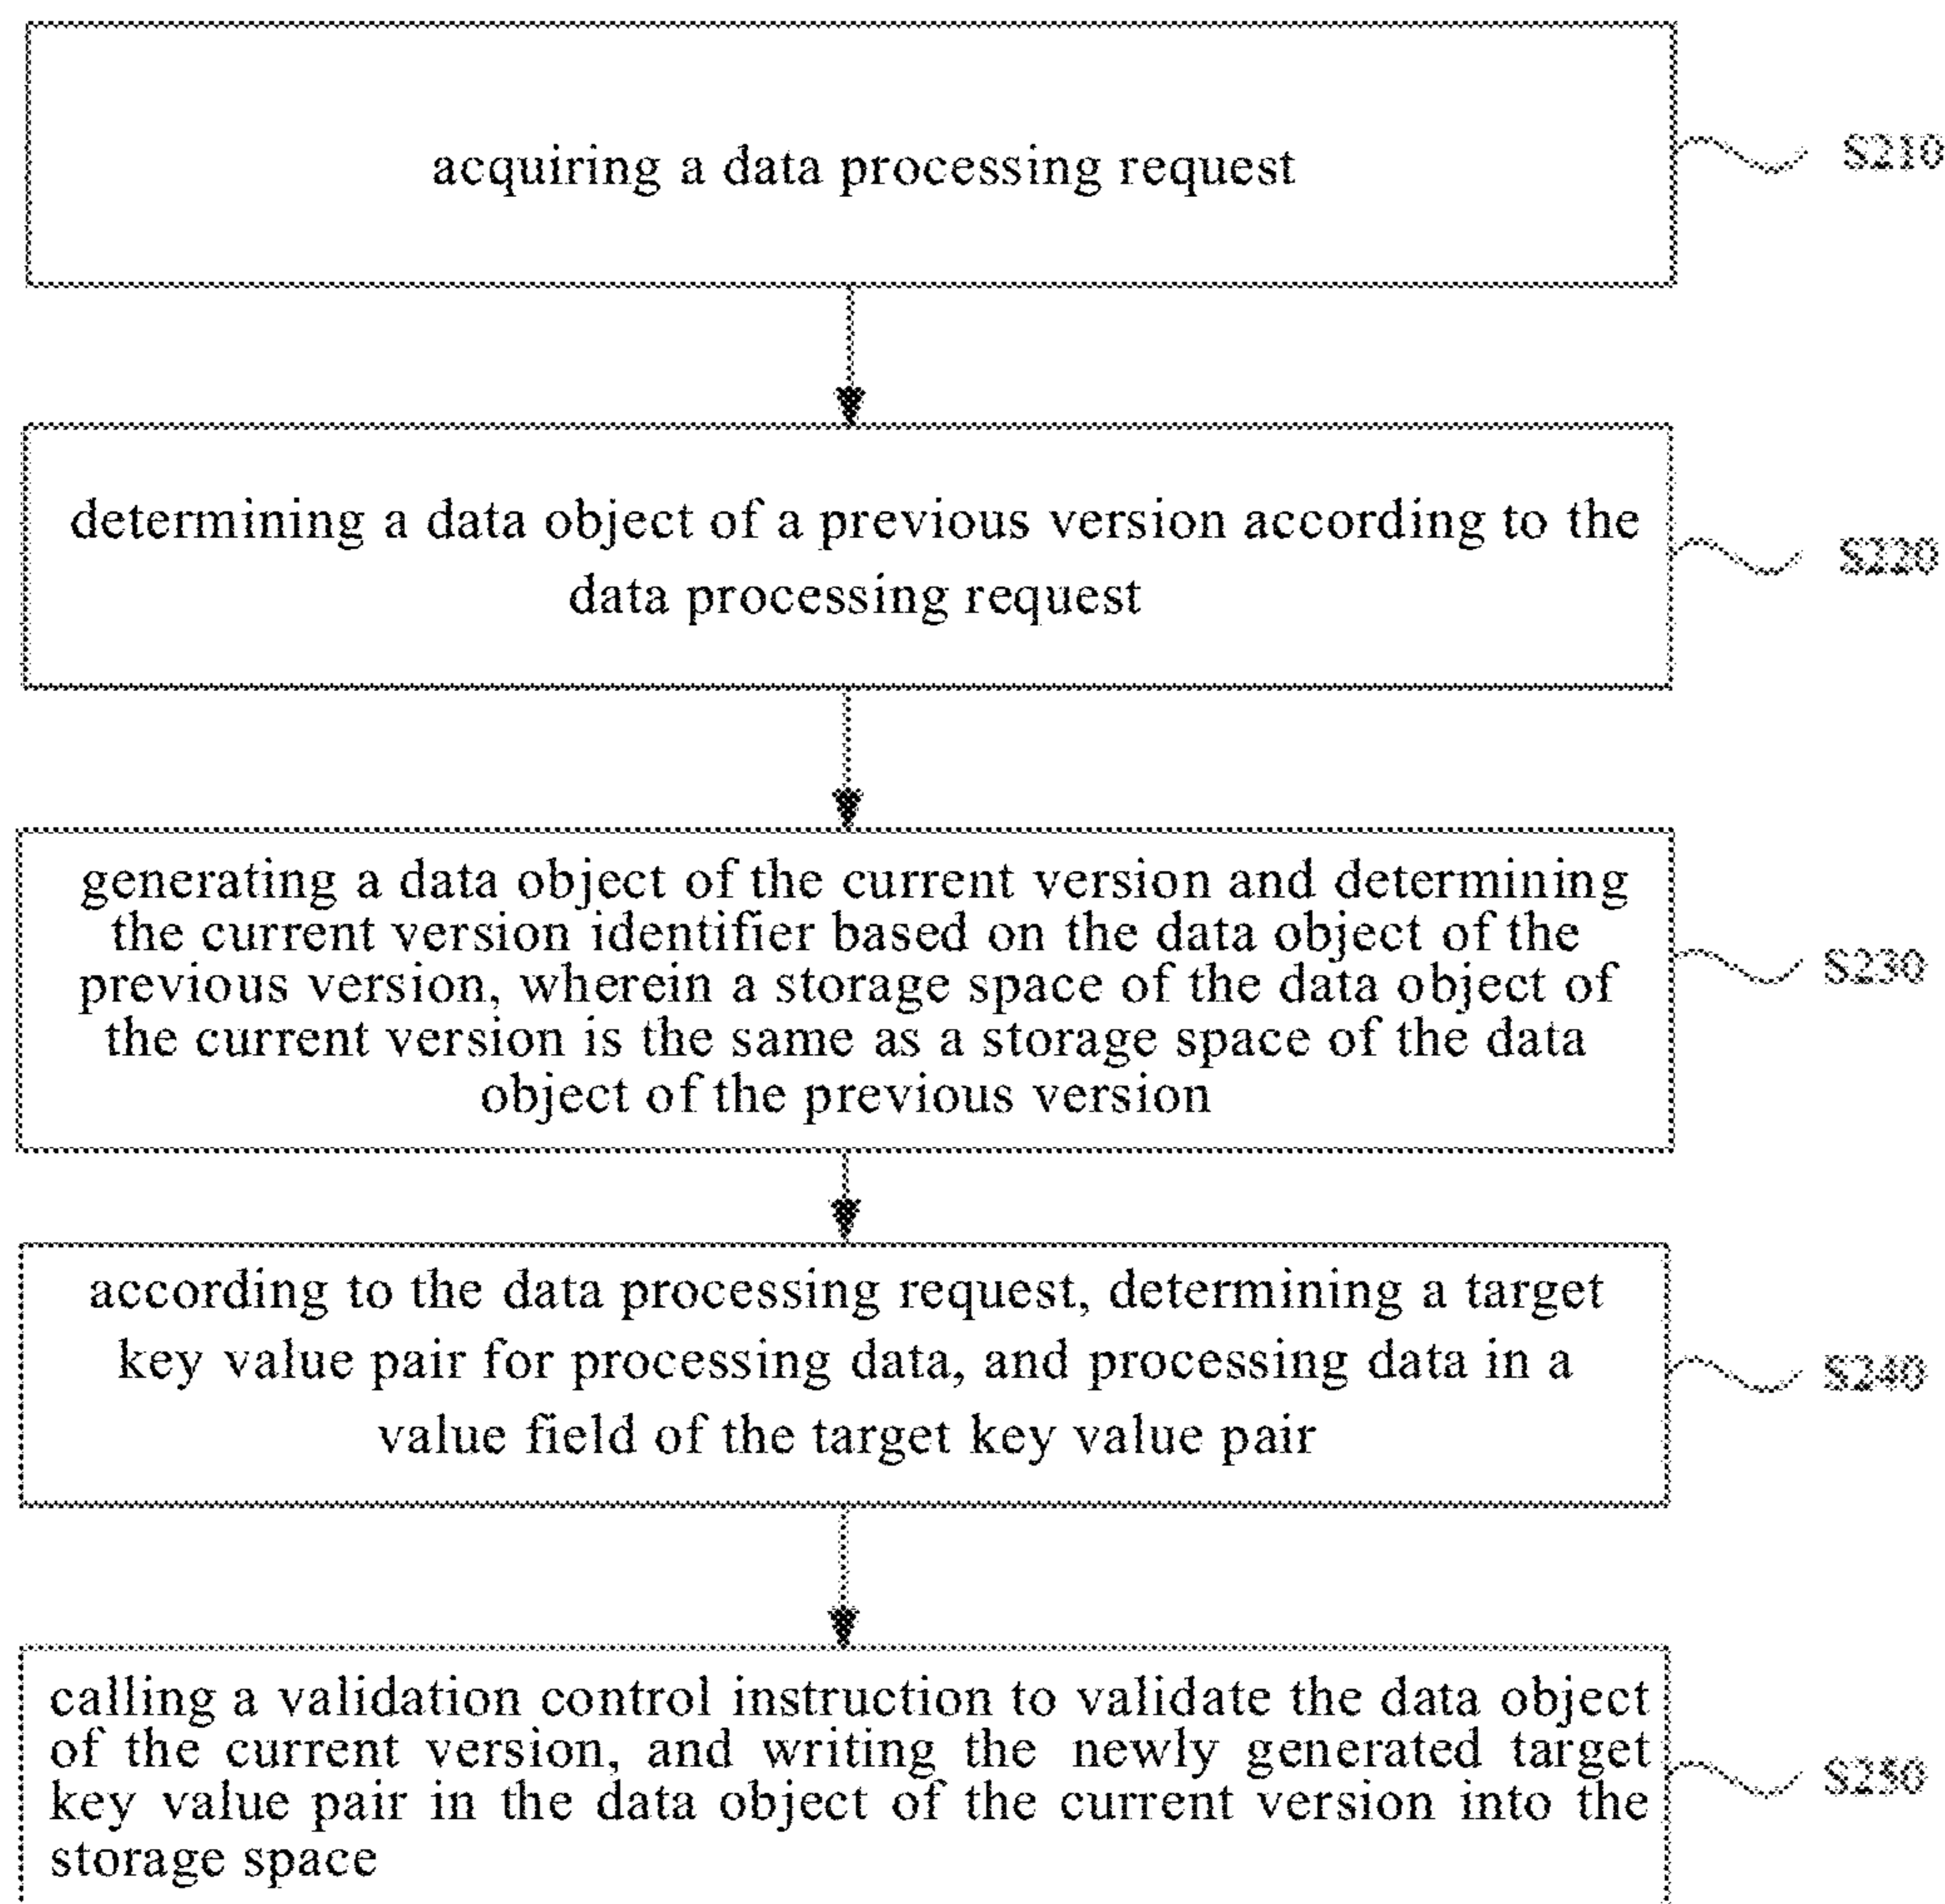 acquiring a data processing request
S210
determining a data object of a previous version according to the
data processing request
S220
generating a data object of the current version and determining
the current version identifier based on the data object of the
previous version, wherein a storage space of the data object of
the current version is the same as a storage space of the data
object of the previous version
S230
according to the data processing request, determining a target
key value pair for processing data, and processing data in a
value field of the target key value pair
S240
calling a validation control instruction to validate the data object
of the current version, and writing the newly generated target
key value pair in the data object of the current version into the
storage space
S250